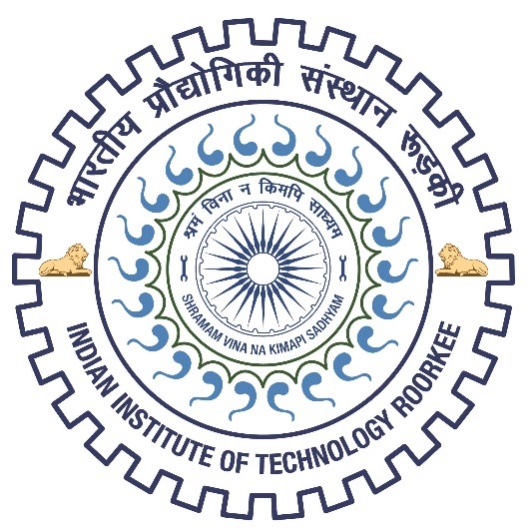 भारतीय प्रौद्योगिकी संस्थान रूड़की
श्रमं विना न किमपि साध्यम
SHRAMAM VINA NA KIMAPI SADHYAM
INDIAN INSTITUTE OF TECHNOLOGY ROORKEE